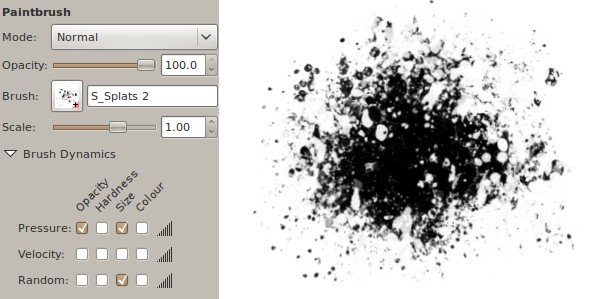 Paintbrush
Mode: Normal
Opacity: 100.0
Brush: S_Splats 2
Scale: 1.00
Brush Dynamics
Opacity Hardness Size Colour
Pressure:
Velocity:
Random: